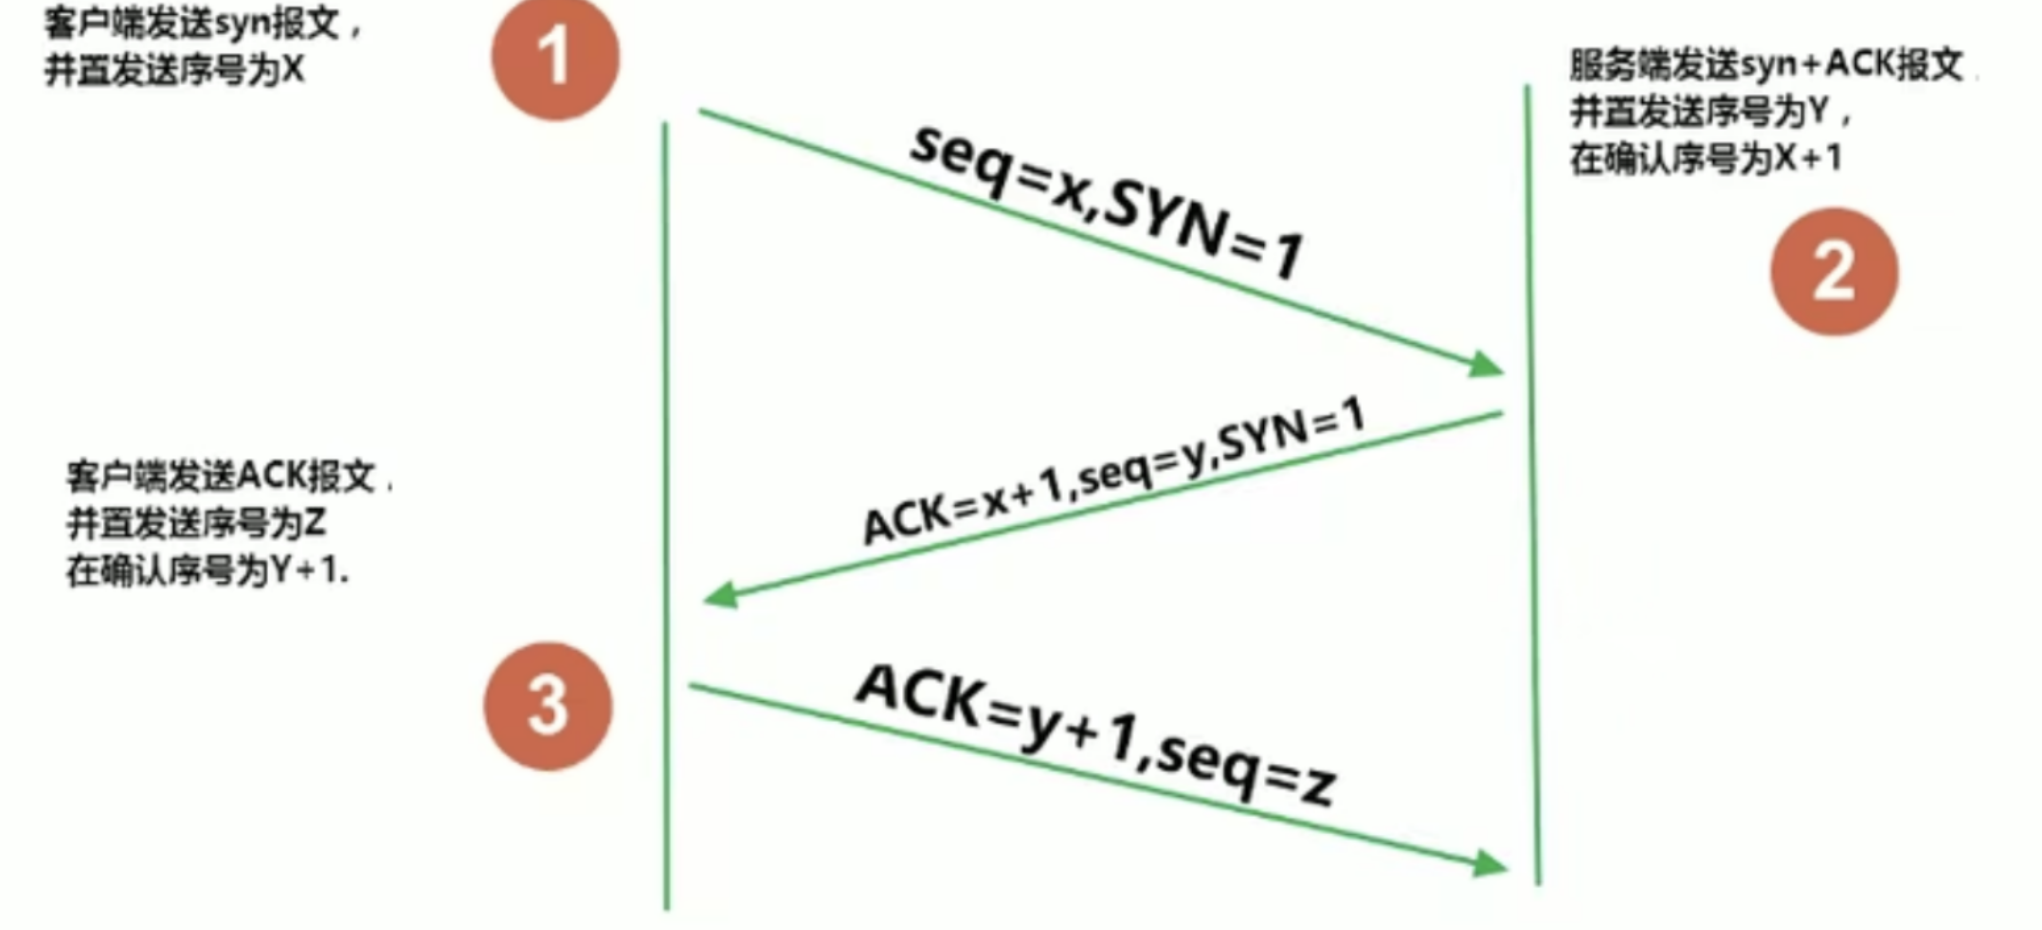 客户端发送syn报文，
并置发送序号为X
1
服务端发送syn+ACK报文
并置发送序号为Y，
在确认序号为X+1
2
seq=x,SYN=1
ACK=x+1,seq=y,SYN=1
客户端发送ACK报文.
并置发送序号为Z
在确认序号为Y+1.
3
ACK=y+1,seq=z